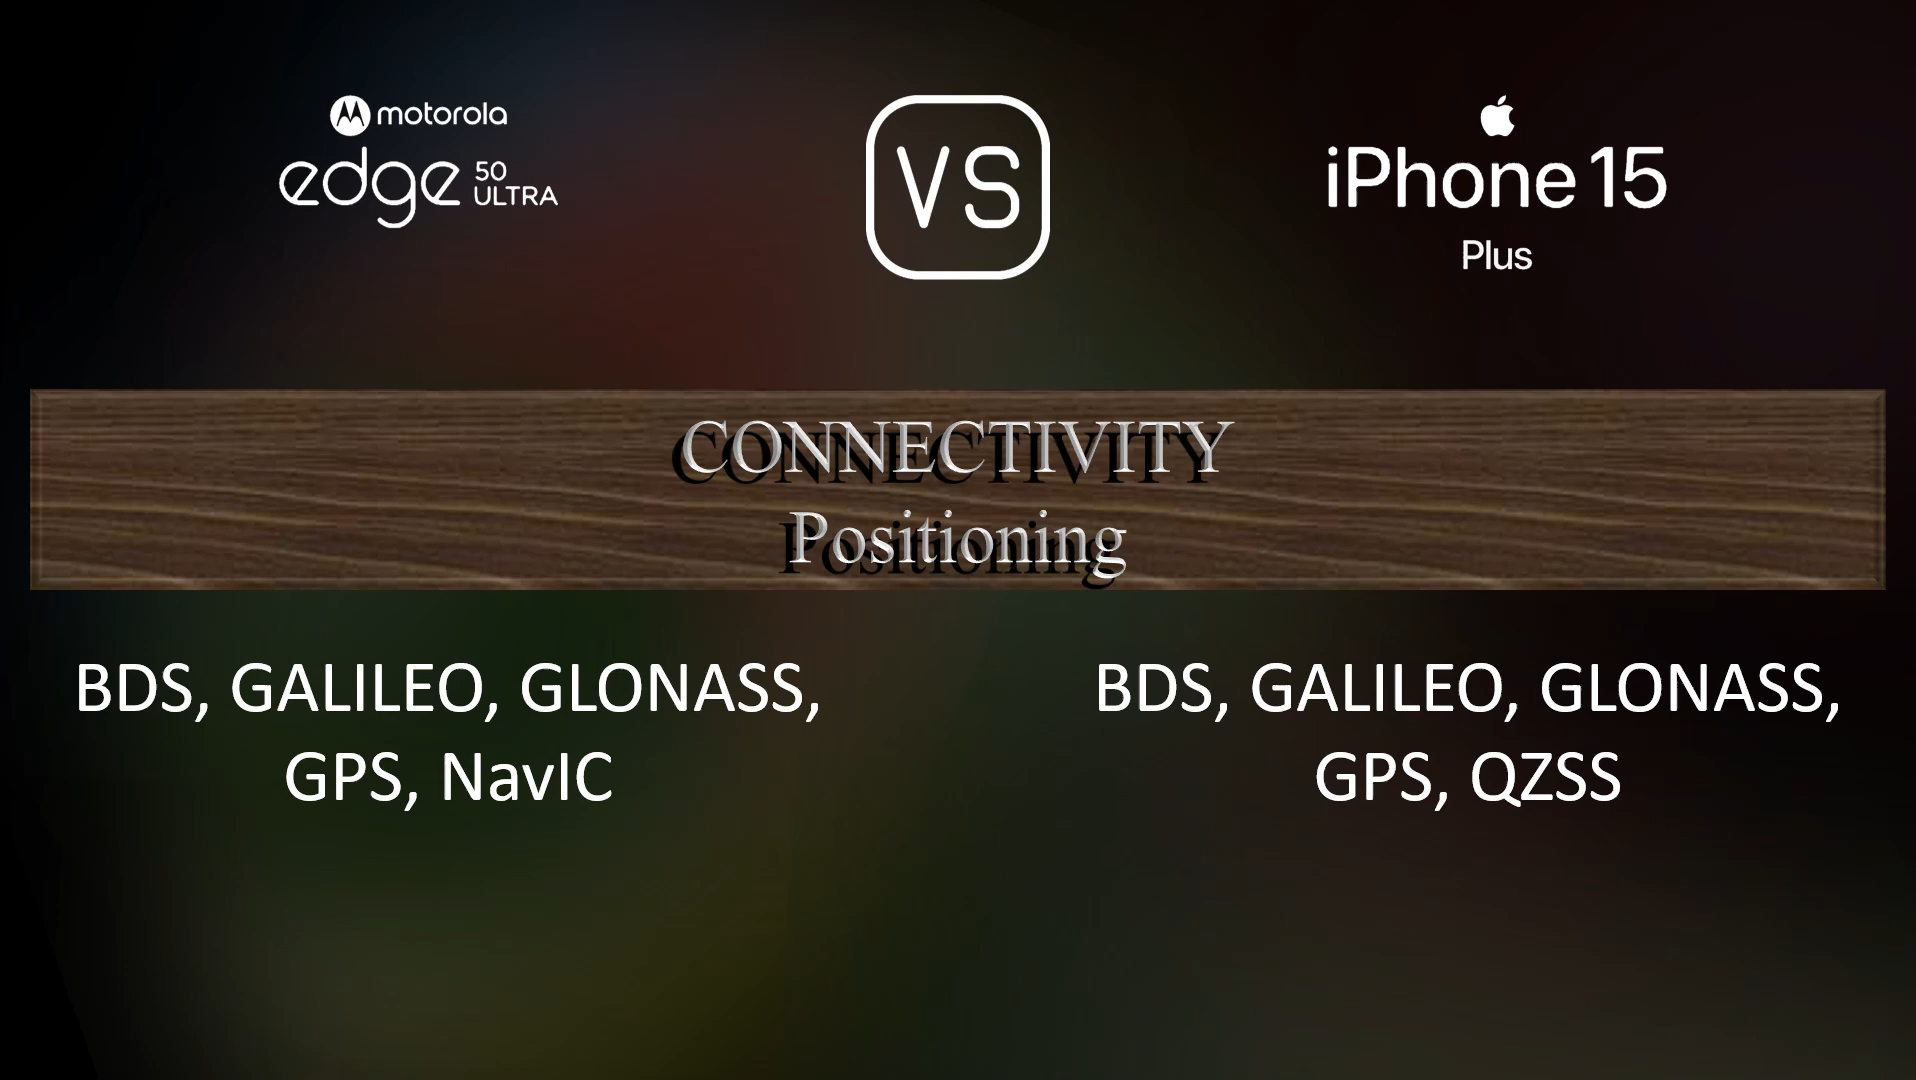 motorola
edge 50 ULTRA
VS
iPhone 15
Plus
CONNECTIVITY
Positioning
BDS, GALILEO, GLONASS,
GPS, NavIC
BDS, GALILEO, GLONASS,
GPS, QZSS